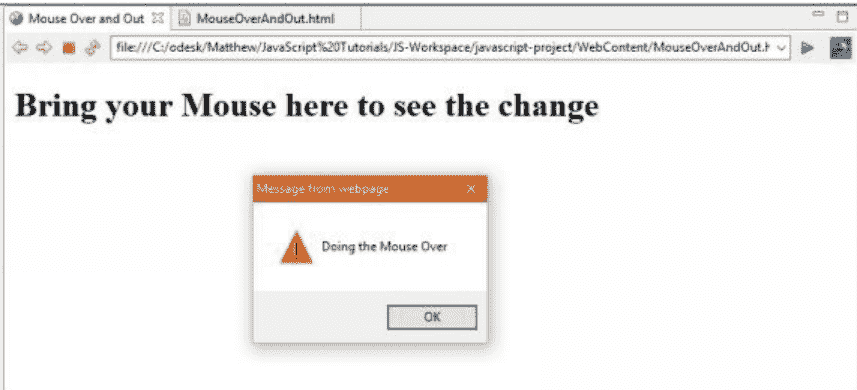 Mouse Over and Out
MouseOverAndOut.html
file:///C:/odesk/Matthew/JavaScript%20Tutorials/JS-Workspace/javascript-project/WebContent/MouseOverAndOut.h
Bring your Mouse here to see the change
Message from webpage
Doing the Mouse Over
OK